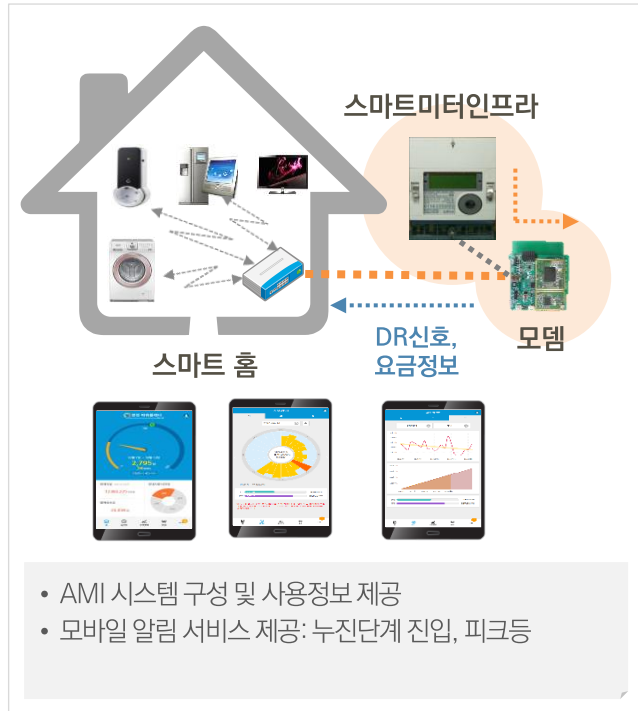 스마트미터인프라
DR신호,
요금정보
모뎀
스마트 홈
2,795
• AMI 시스템 구성 및 사용정보 제공
• 모바일 알림 서비스 제공: 누진단계 진입, 피크등